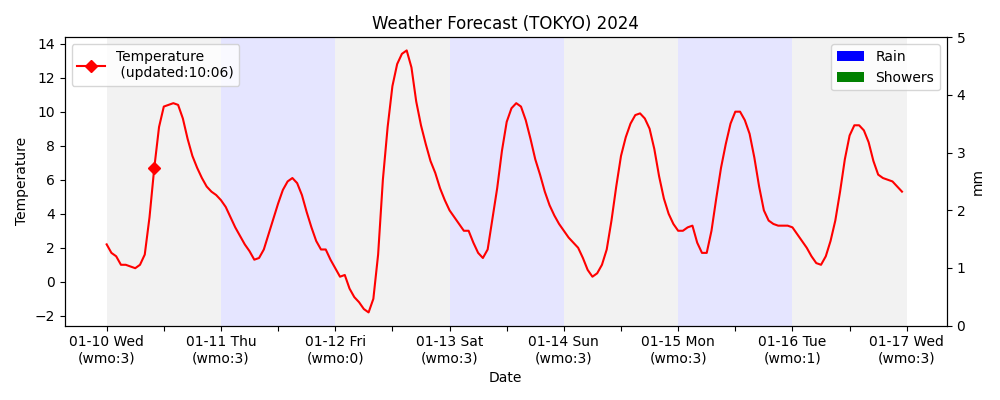 Weather Forecast (TOKYO) 2024
Temperature
(updated:10:06)
Rain
Showers
Temperature
14
12
10
8
6
4
2
0
−2
5
4
3
2
1
0
mm
01-10 Wed
(wmo:3)
01-11 Thu
(wmo:3)
01-12 Fri
(wmo:0)
01-13 Sat
(wmo:3)
01-14 Sun
(wmo:3)
01-15 Mon
(wmo:3)
01-16 Tue
(wmo:1)
01-17 Wed
(wmo:3)
Date